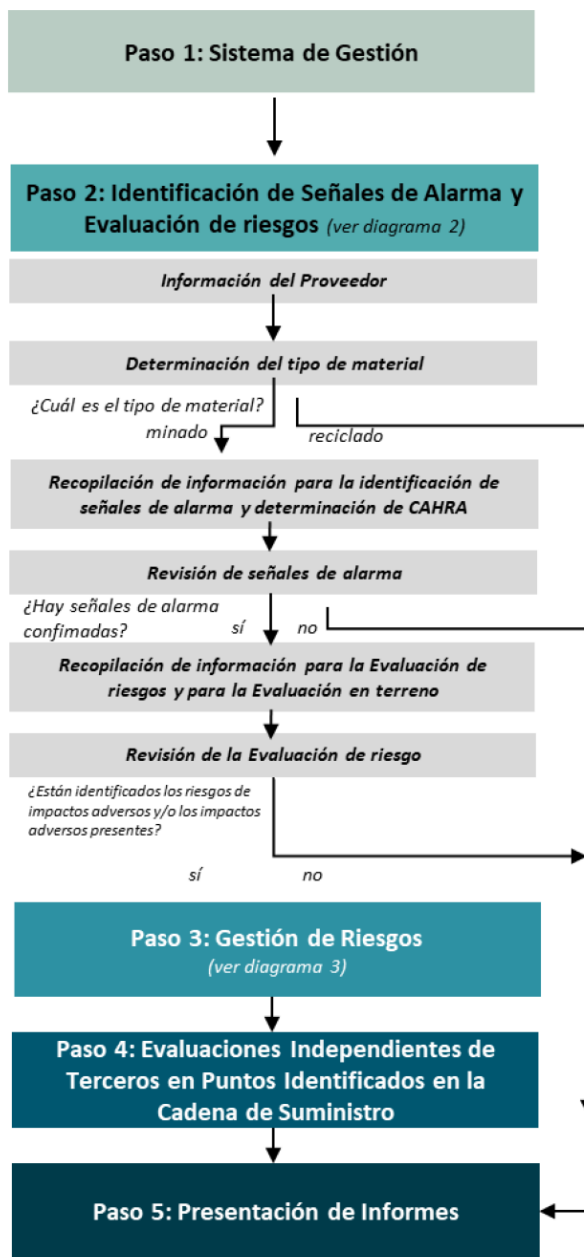 Paso 1: Sistema de Gestión
Paso 2: Identificación de Señales de Alarma y
Evaluación de riesgos (ver diagrama 2)
Información del Proveedor
Determinación del tipo de material
¿Cuál es el tipo de material?
minado
reciclado
Recopilación de información para la identificación de
señales de alarma y determinación de CAHRA
Revisión de señales de alarma
¿Hay señales de alarma
confimadas?
sí
no
Recopilación de información para la Evaluación de
riesgos y para la Evaluación en terreno
Revisión de la Evaluación de riesgo
¿Están identificados los riesgos de
impactos adversos y/o los impactos
adversos presentes?
sí
no
Paso 3: Gestión de Riesgos
(ver diagrama 3)
Paso 4: Evaluaciones Independientes de
Terceros en Puntos Identificados en la
Cadena de Suministro
Paso 5: Presentación de Informes